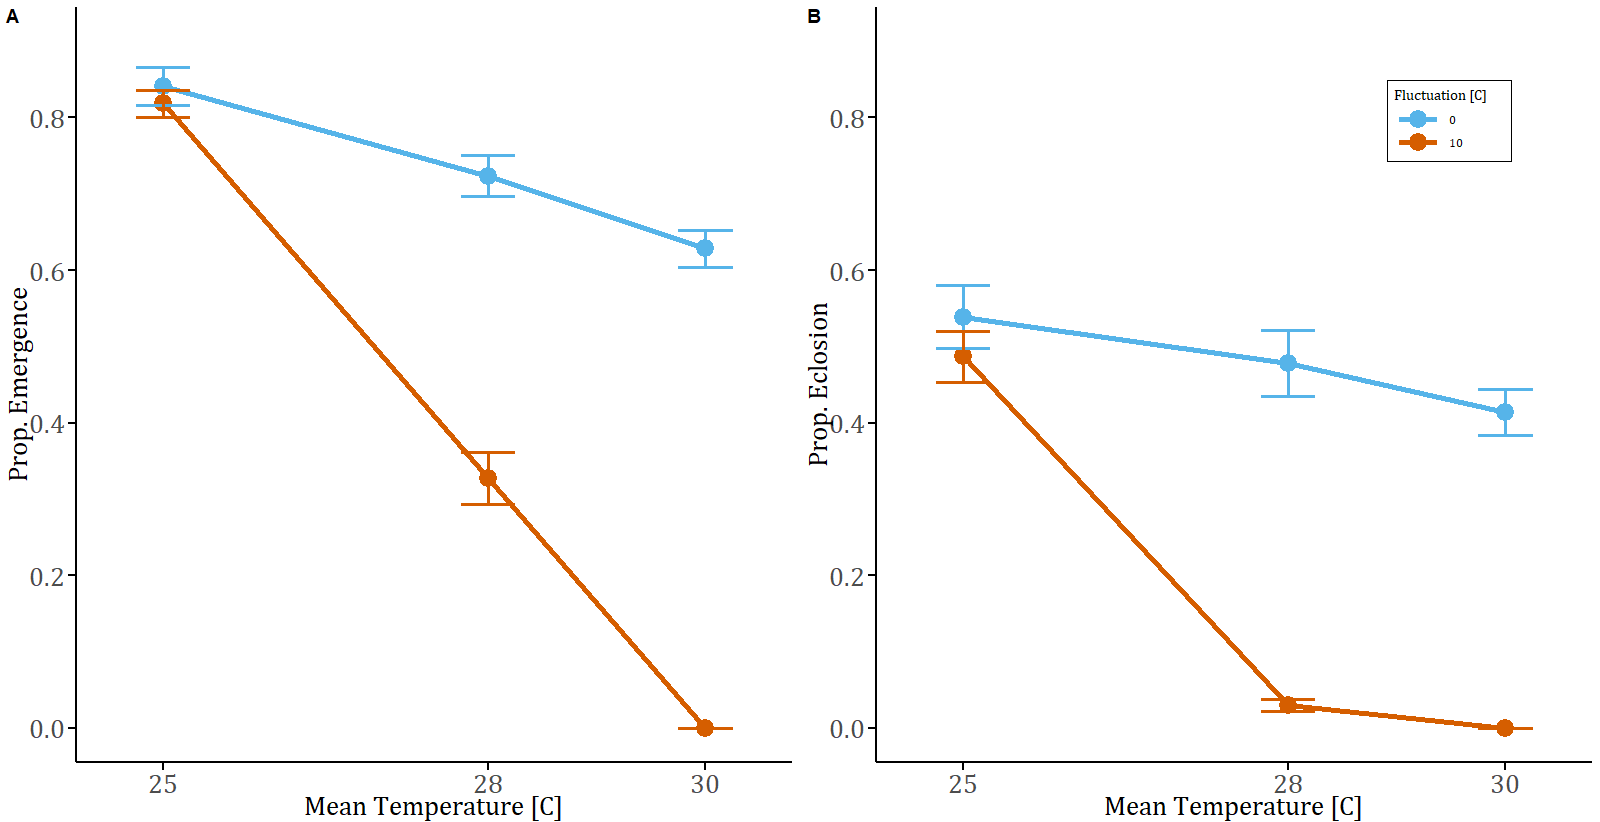 A
Prop. Emergence
0.8
0.6
0.4
0.2
0.0
25 28 30
Mean Temperature [C]
B
Prop. Eclosion
0.8
0.6
0.4
0.2
0.0
25 28 30
Mean Temperature [C]
Fluctuation [C]
0
10